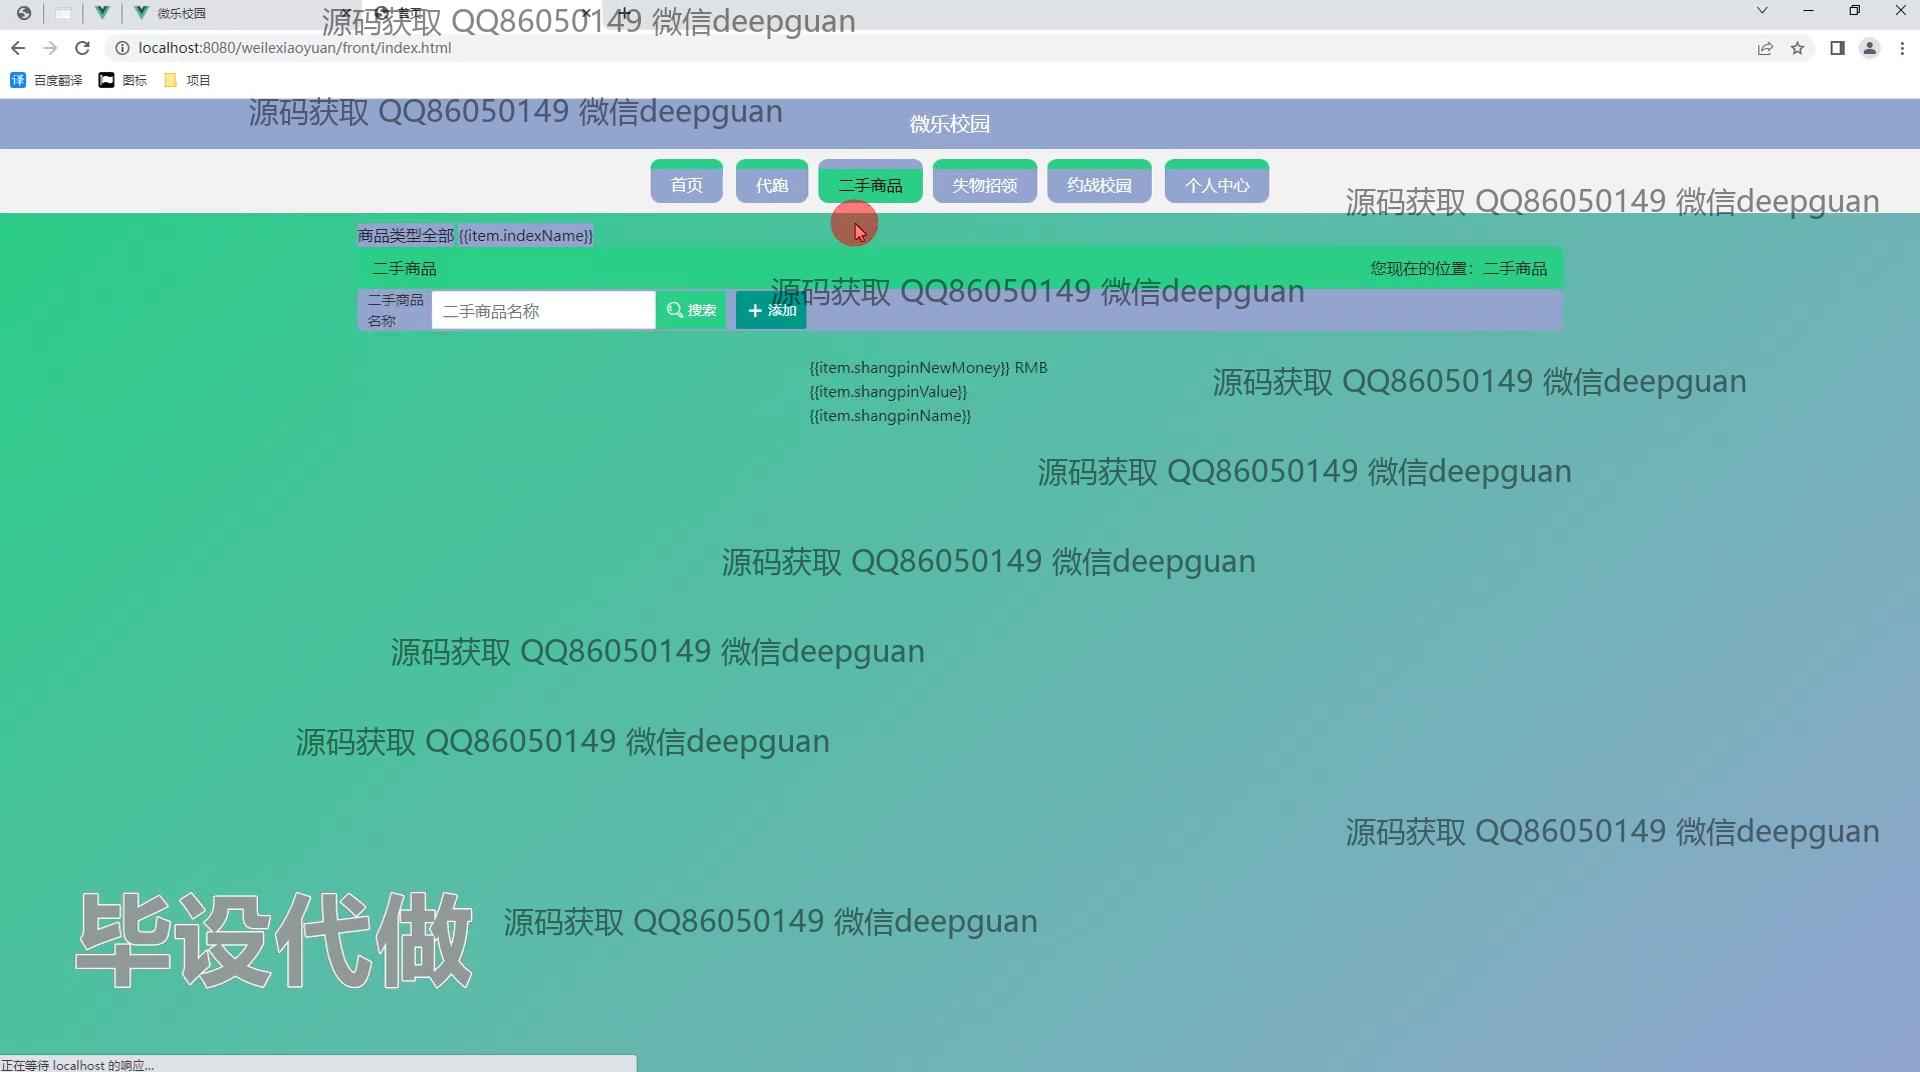 微乐校园
首页
源码获取 QQ86050149 微信deepguan
localhost:8080/weilexiaoyuan/front/index.html
译 百度翻译 图标 项目
源码获取 QQ86050149 微信deepguan
微乐校园
首页 代跑 二手商品 失物招领 约战校园 个人中心
源码获取 QQ86050149 微信deepguan
商品类型全部 {{item.indexName}}
二手商品
您现在的位置：二手商品
二手商品名称 二手商品名称 搜索 添加
源码获取 QQ86050149 微信deepguan
{{item.shangpinNewMoney}} RMB
{{item.shangpinValue}}
{{item.shangpinName}}
源码获取 QQ86050149 微信deepguan
源码获取 QQ86050149 微信deepguan
源码获取 QQ86050149 微信deepguan
源码获取 QQ86050149 微信deepguan
源码获取 QQ86050149 微信deepguan
源码获取 QQ86050149 微信deepguan
毕设代做
源码获取 QQ86050149 微信deepguan
正在等待 localhost 的响应...